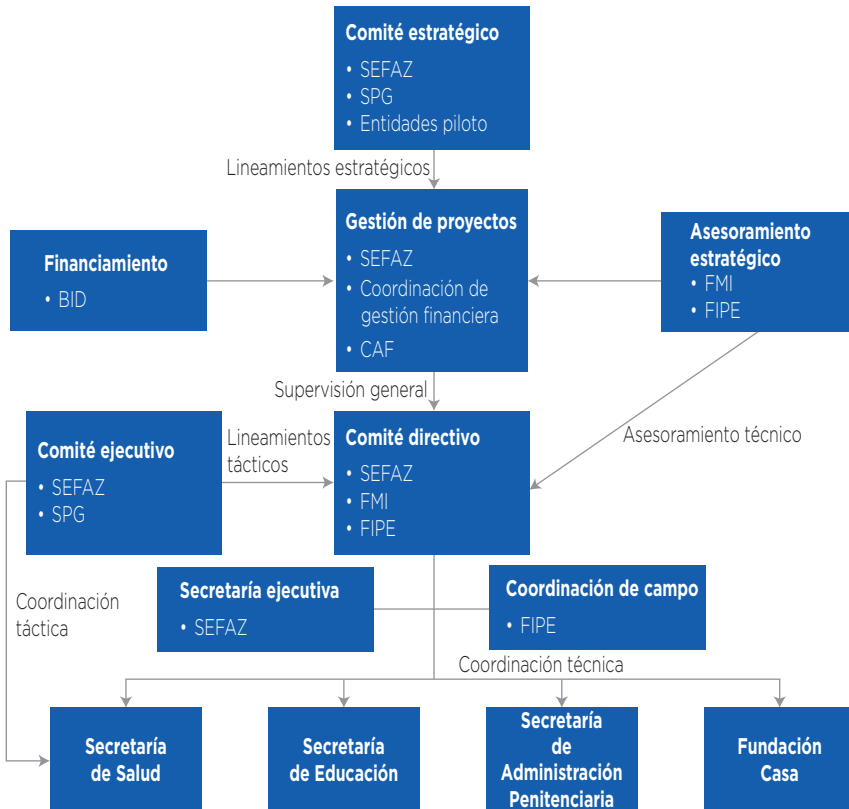 Comité estratégico
• SEFAZ
• SPG
• Entidades piloto
Lineamientos estratégicos
Financiamiento
• BID
Gestión de proyectos
• SEFAZ
• Coordinación de
gestión financiera
• CAF
Asesoramiento
estratégico
• FMI
• FIPE
Supervisión general
Asesoramiento técnico
Comité ejecutivo
• SEFAZ
• SPG
Lineamientos
tácticos
Comité directivo
• SEFAZ
• FMI
• FIPE
Coordinación
táctica
Secretaría ejecutiva
• SEFAZ
Coordinación de campo
• FIPE
Coordinación técnica
Secretaría
de Salud
Secretaría
de Educación
Secretaría
de
Administración
Penitenciaria
Fundación
Casa